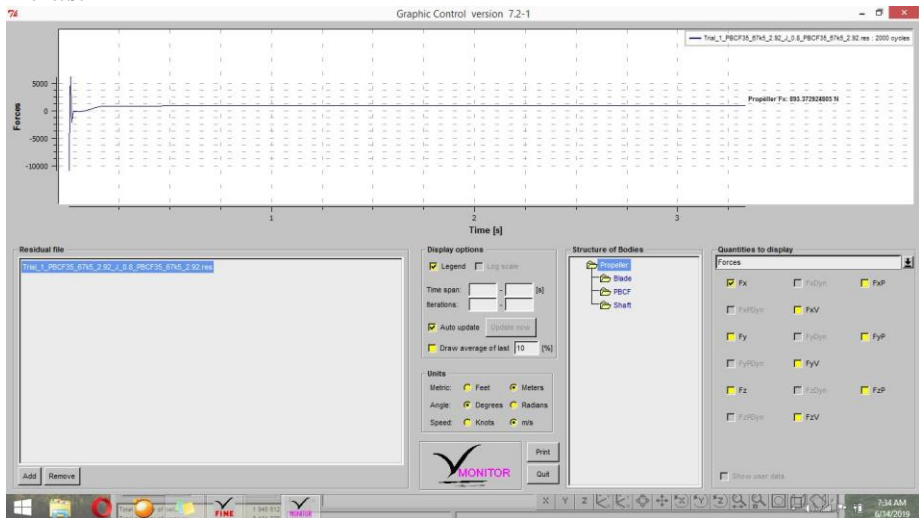 Graphic Control version 7.2-1
Trial_1_PBCF35_67k5_2.92_J_0.8_PBCF35_67k5_2.92.res : 2000 cycles
5000
0
-5000
-10000
Forces
Propeller Fx: 893.372924805 N
1
2
3
Time [s]
Residual file
Trial_1_PBCF35_67k5_2.92_J_0.8_PBCF35_67k5_2.92.res
Add
Remove
Display options
Legend
Log scale
Time span:
-
[s]
Iterations:
-
Auto update
Update now
Draw average of last
10
[%]
Units
Metric:
Feet
Meters
Angle:
Degrees
Radians
Speed:
Knots
m/s
MONITOR
Print
Quit
Structure of Bodies
Propeller
Blade
PBCF
Shaft
Quantities to display
Forces
Fx
FxDyn
FxP
FxPDyn
FxV
Fy
FyDyn
FyP
FyPDyn
FyV
Fz
FzDyn
FzP
FzPDyn
FzV
Show user data
FINE
MONITOR
X Y Z
7:34 AM
6/14/2019